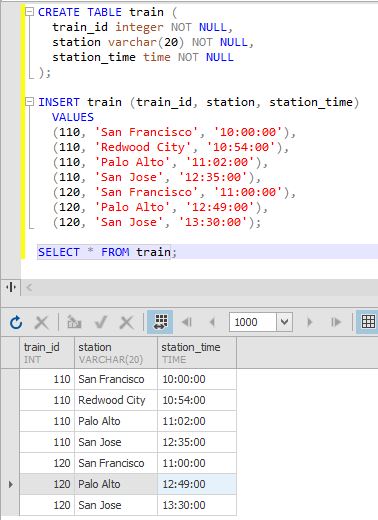 CREATE TABLE train (
train_id integer NOT NULL,
station varchar(20) NOT NULL,
station_time time NOT NULL
);
INSERT train (train_id, station, station_time)
VALUES
(110, 'San Francisco', '10:00:00'),
(110, 'Redwood City', '10:54:00'),
(110, 'Palo Alto', '11:02:00'),
(110, 'San Jose', '12:35:00'),
(120, 'San Francisco', '11:00:00'),
(120, 'Palo Alto', '12:49:00'),
(120, 'San Jose', '13:30:00');
SELECT * FROM train;
1000
train_id station station_time
INT VARCHAR(20) TIME
110 San Francisco 10:00:00
110 Redwood City 10:54:00
110 Palo Alto 11:02:00
110 San Jose 12:35:00
120 San Francisco 11:00:00
120 Palo Alto 12:49:00
120 San Jose 13:30:00